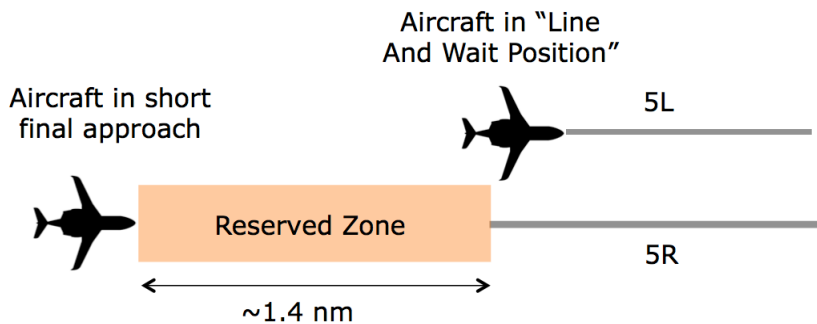 Aircraft in “Line
And Wait Position”
Aircraft in short
final approach
5L
Reserved Zone
5R
~1.4 nm